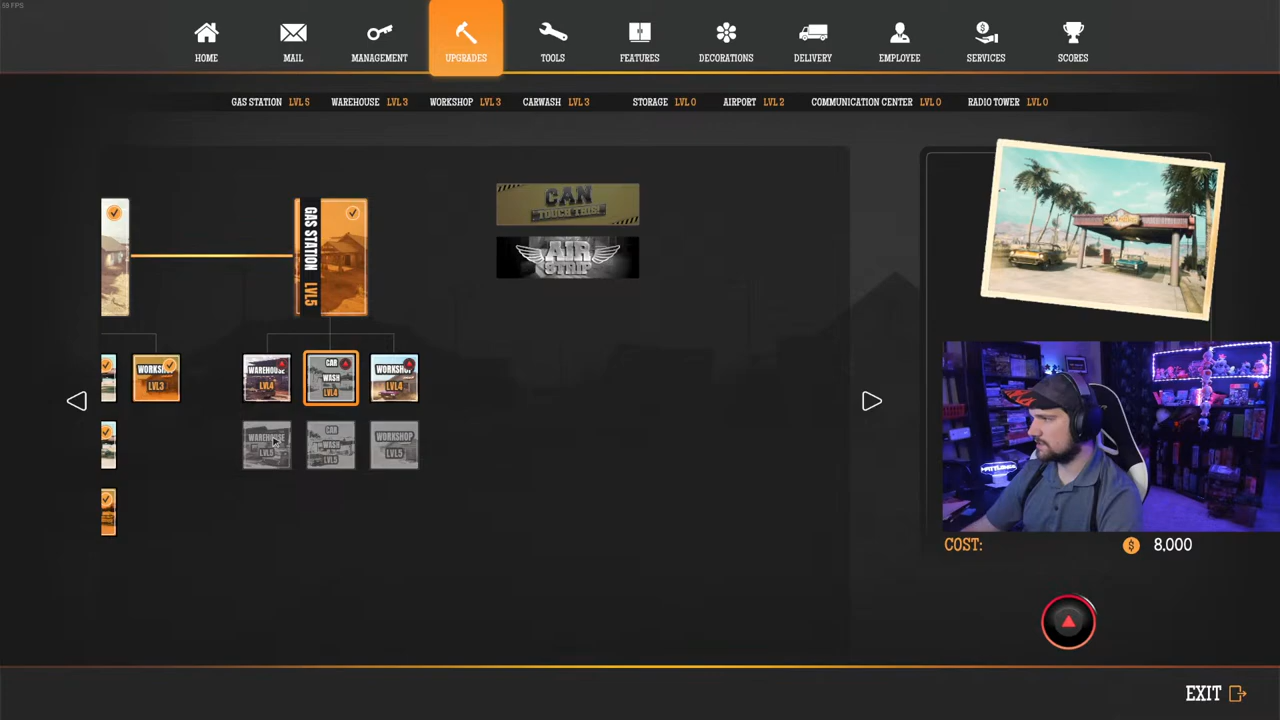 59 FPS
HOME
MAIL
MANAGEMENT
UPGRADES
TOOLS
FEATURES
DECORATIONS
DELIVERY
EMPLOYEE
SERVICES
SCORES
GAS STATION LVL 5 WAREHOUSE LVL 3 WORKSHOP LVL 3 CARWASH LVL 3 STORAGE LVL 0 AIRPORT LVL 2 COMMUNICATION CENTER LVL 0 RADIO TOWER LVL 0
GAS STATION LVL5
CAN
TOUCH THIS!
AIR
STRIP
WORKSHOP
LVL3
WAREHOUSE
LVL4
CAR
WASH
LVL4
WORKSHOP
LVL4
WAREHOUSE
LVL5
CAR
WASH
LVL5
WORKSHOP
LVL5
COST: 8,000
EXIT